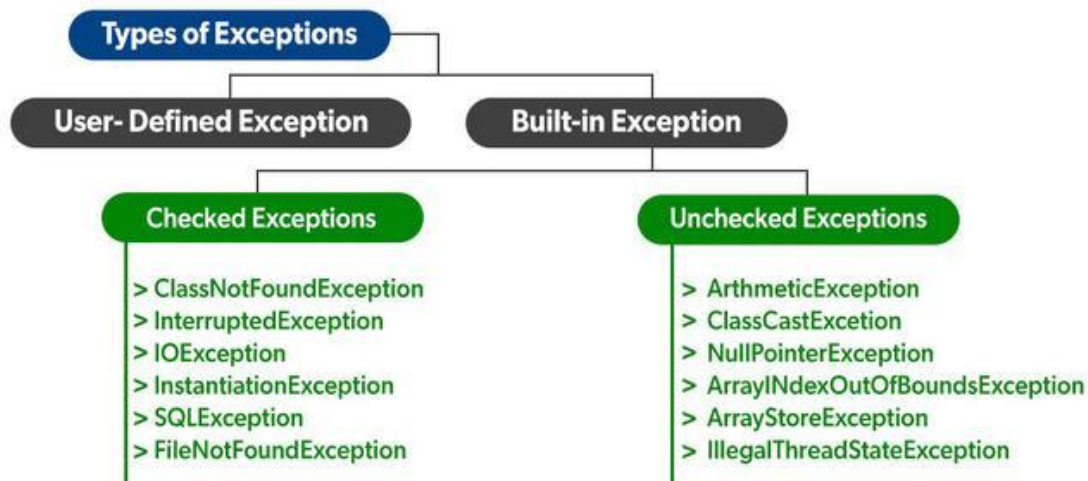 Types of Exceptions
User- Defined Exception
Built-in Exception
Checked Exceptions
> ClassNotFoundException
> InterruptedException
> IOException
> InstantiationException
> SQLException
> FileNotFoundException
Unchecked Exceptions
> ArthmeticException
> ClassCastExcetion
> NullPointerException
> ArrayINdexOutOfBoundsException
> ArrayStoreException
> IllegalThreadStateException